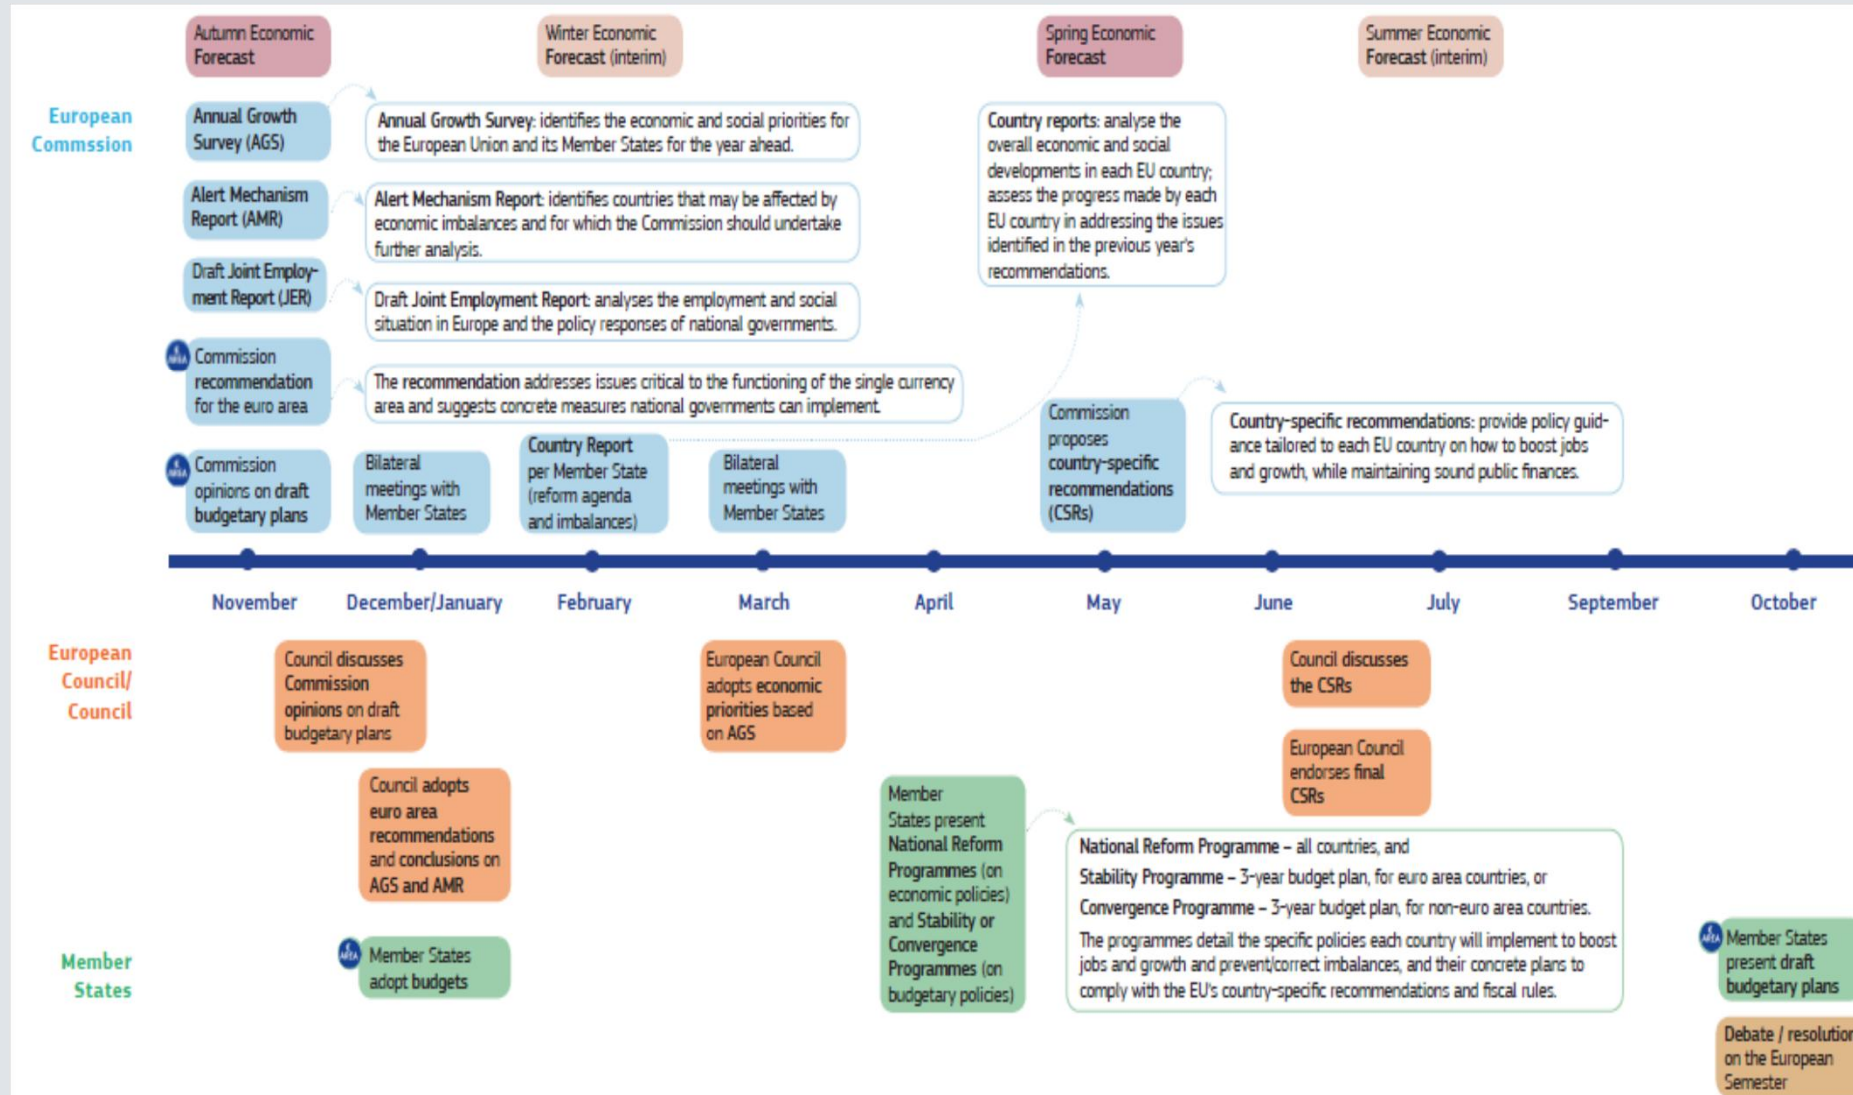 Autumn Economic
Forecast
Winter Economic
Forecast (interim)
Spring Economic
Forecast
Summer Economic
Forecast (interim)
European
Commssion
Annual Growth
Survey (AGS)
Annual Growth Survey: identifies the economic and social priorities for
the European Union and its Member States for the year ahead.
Alert Mechanism
Report (AMR)
Alert Mechanism Report: identifies countries that may be affected by
economic imbalances and for which the Commission should undertake
further analysis.
Draft Joint Employ-
ment Report (JER)
Draft Joint Employment Report: analyses the employment and social
situation in Europe and the policy responses of national governments.
€
AREA
Commission
recommendation
for the euro area
The recommendation addresses issues critical to the functioning of the single currency
area and suggests concrete measures national governments can implement.
€
AREA
Commission
opinions on draft
budgetary plans
Bilateral
meetings with
Member States
Country Report
per Member State
(reform agenda
and imbalances)
Bilateral
meetings with
Member States
Country reports: analyse the
overall economic and social
developments in each EU country;
assess the progress made by each
EU country in addressing the issues
identified in the previous year's
recommendations.
Commission
proposes
country-specific
recommendations
(CSRs)
Country-specific recommendations: provide policy guid-
ance tailored to each EU country on how to boost jobs
and growth, while maintaining sound public finances.
November
December/January
February
March
April
May
June
July
September
October
European
Council/
Council
Council discusses
Commission
opinions on draft
budgetary plans
Council adopts
euro area
recommendations
and conclusions on
AGS and AMR
European Council
adopts economic
priorities based
on AGS
Council discusses
the CSRs
European Council
endorses final
CSRs
Member
States
€
AREA
Member States
adopt budgets
Member
States present
National Reform
Programmes (on
economic policies)
and Stability or
Convergence
Programmes (on
budgetary policies)
National Reform Programme – all countries, and
Stability Programme – 3-year budget plan, for euro area countries, or
Convergence Programme – 3-year budget plan, for non-euro area countries.
The programmes detail the specific policies each country will implement to boost
jobs and growth and prevent/correct imbalances, and their concrete plans to
comply with the EU's country-specific recommendations and fiscal rules.
€
AREA
Member States
present draft
budgetary plans
Debate / resolution
on the European
Semester